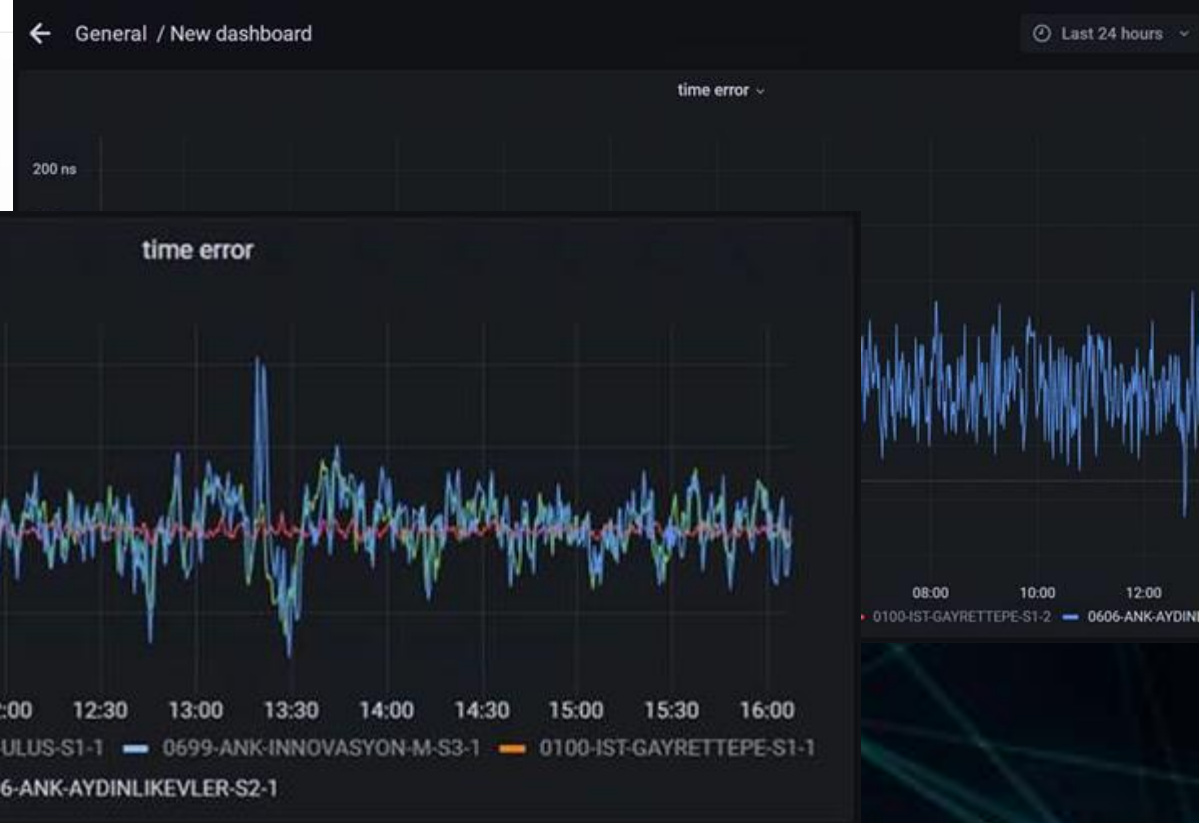 General / New dashboard
Last 24 hours
time error
200 ns
time error
08:00 10:00 12:00
0100-IST-GAYRETTEPE-S1-2 0606-ANK-AYDINL
:00 12:30 13:00 13:30 14:00 14:30 15:00 15:30 16:00
-ULUS-S1-1 0699-ANK-INNOVASYON-M-S3-1 0100-IST-GAYRETTEPE-S1-1
6-ANK-AYDINLIKEVLER-S2-1